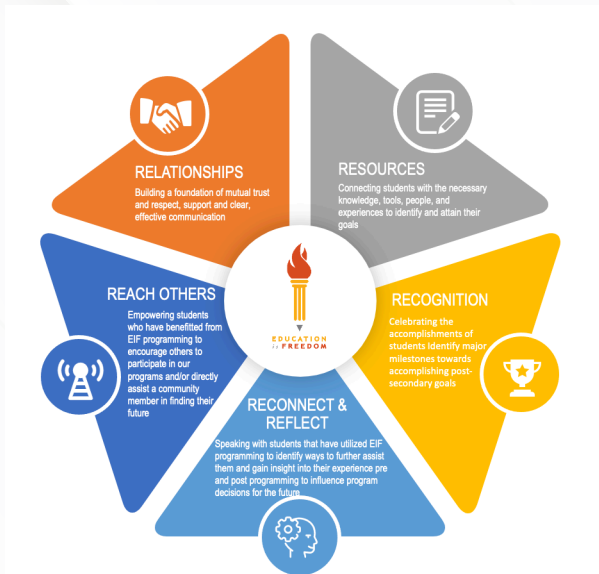 RELATIONSHIPS
Building a foundation of mutual trust
and respect, support and clear,
effective communication
RESOURCES
Connecting students with the necessary
knowledge, tools, people, and
experiences to identify and attain their
goals
REACH OTHERS
Empowering students
who have benefitted from
EIF programming to
encourage others to
participate in our
programs and/or directly
assist a community
member in finding their
future
EDUCATION
is FREEDOM
RECOGNITION
Celebrating the
accomplishments of
students Identify major
milestones towards
accomplishing post-
secondary goals
RECONNECT &
REFLECT
Speaking with students that have utilized EIF
programming to identify ways to further assist
them and gain insight into their experience pre
and post programming to influence program
decisions for the future